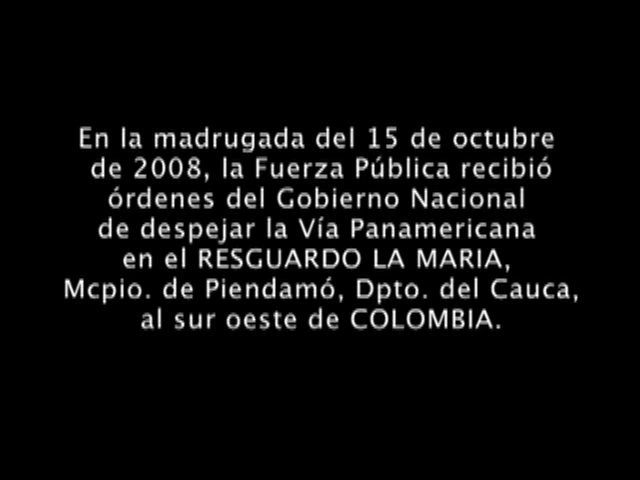 En la madrugada del 15 de octubre
de 2008, la Fuerza Pública recibió
órdenes del Gobierno Nacional
de despejar la Vía Panamericana
en el RESGUARDO LA MARIA,
Mcpio. de Piendamó, Dpto. del Cauca,
al sur oeste de COLOMBIA.